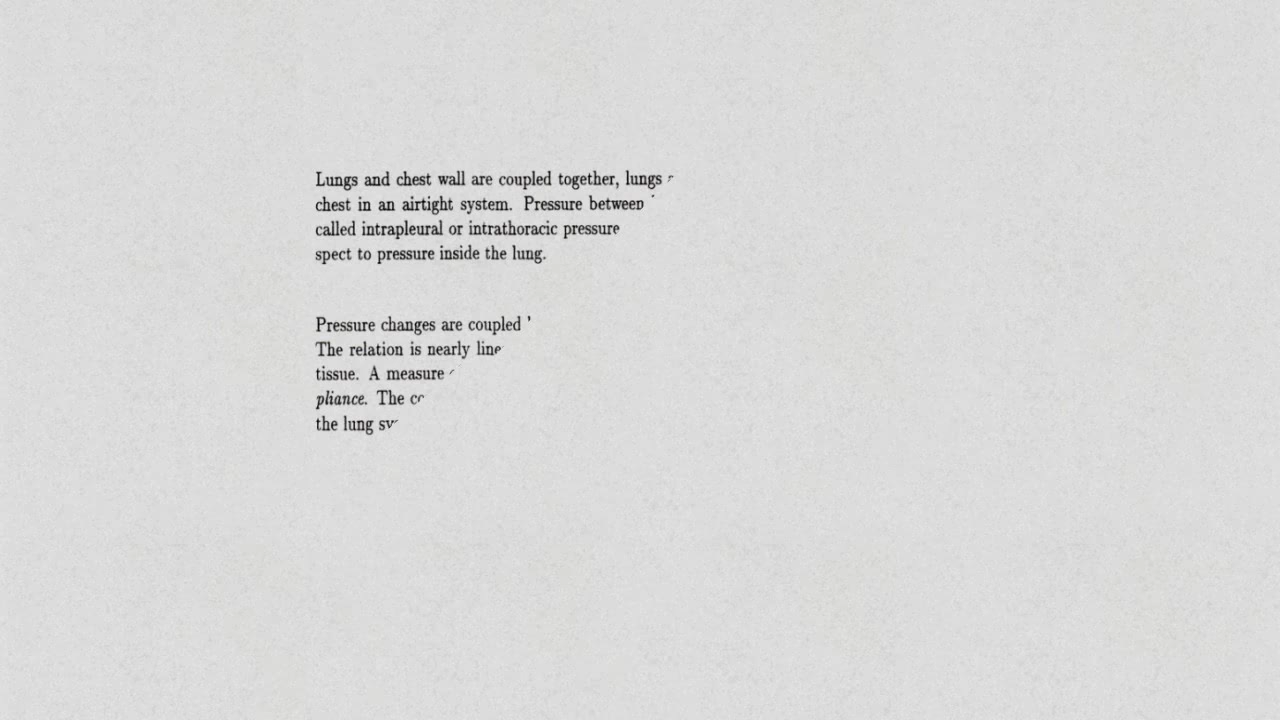 Lungs and chest wall are coupled together, lungs
chest in an airtight system. Pressure between
called intrapleural or intrathoracic pressure
spect to pressure inside the lung.
Pressure changes are coupled
The relation is nearly
tissue. A measure
pliance. The
the lung